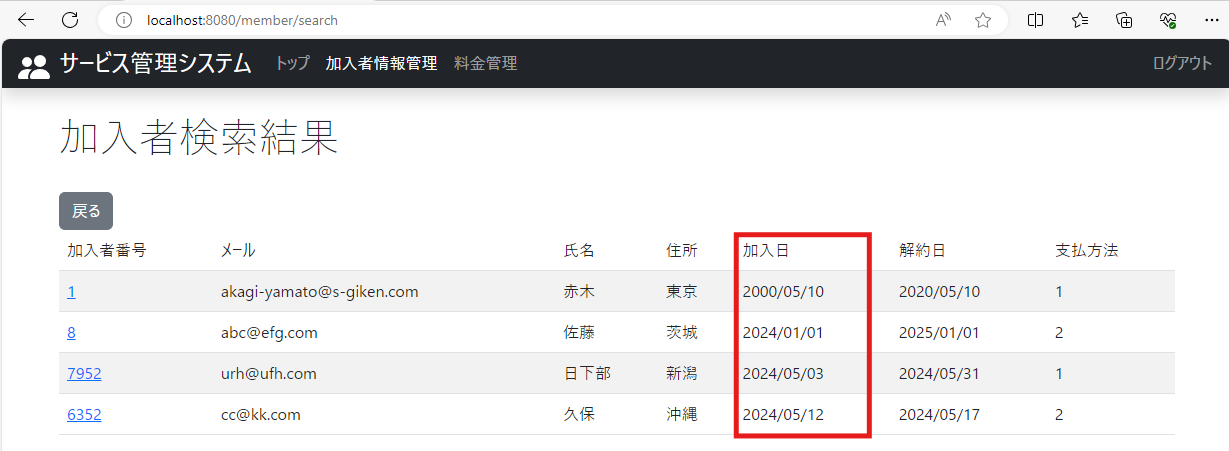 localhost:8080/member/search
サービス管理システム トップ 加入者情報管理 料金管理 ログアウト
加入者検索結果
戻る
加入者番号 メール 氏名 住所 加入日 解約日 支払方法
1 akagi-yamato@s-giken.com 赤木 東京 2000/05/10 2020/05/10 1
8 abc@efg.com 佐藤 茨城 2024/01/01 2025/01/01 2
7952 urh@ufh.com 日下部 新潟 2024/05/03 2024/05/31 1
6352 cc@kk.com 久保 沖縄 2024/05/12 2024/05/17 2